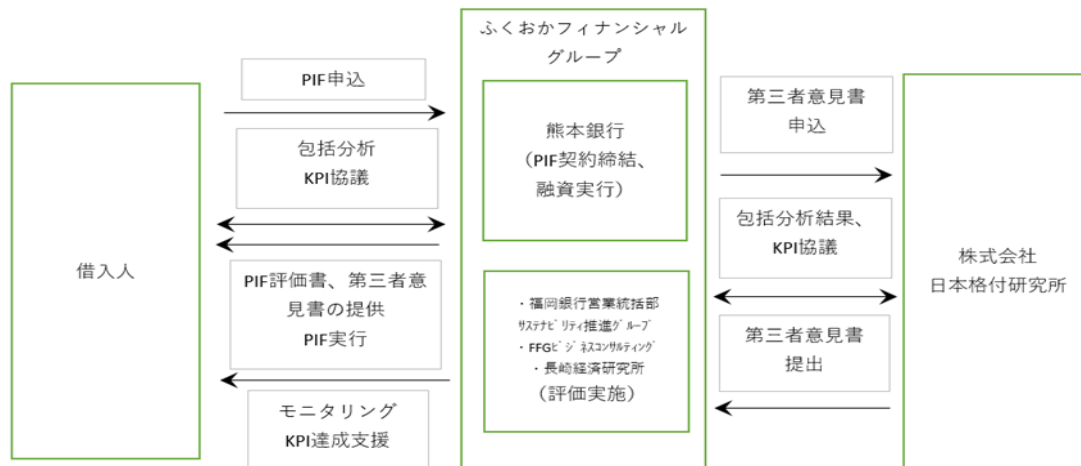 ふくおかフィナンシャル
グループ
PIF申込
包括分析
KPI協議
借入人
PIF評価書、第三者意
見書の提供
PIF実行
モニタリング
KPI達成支援
熊本銀行
（PIF契約締結、
融資実行）
・福岡銀行営業統括部
ｻｽﾃﾅﾋﾞﾘﾃｨ推進ｸﾞﾙｰﾌﾟ
・FFGﾋﾞｼﾞﾈｽｺﾝｻﾙﾃｨﾝｸﾞ
・長崎経済研究所
（評価実施）
第三者意見書
申込
包括分析結果、
KPI協議
第三者意見書
提出
株式会社
日本格付研究所